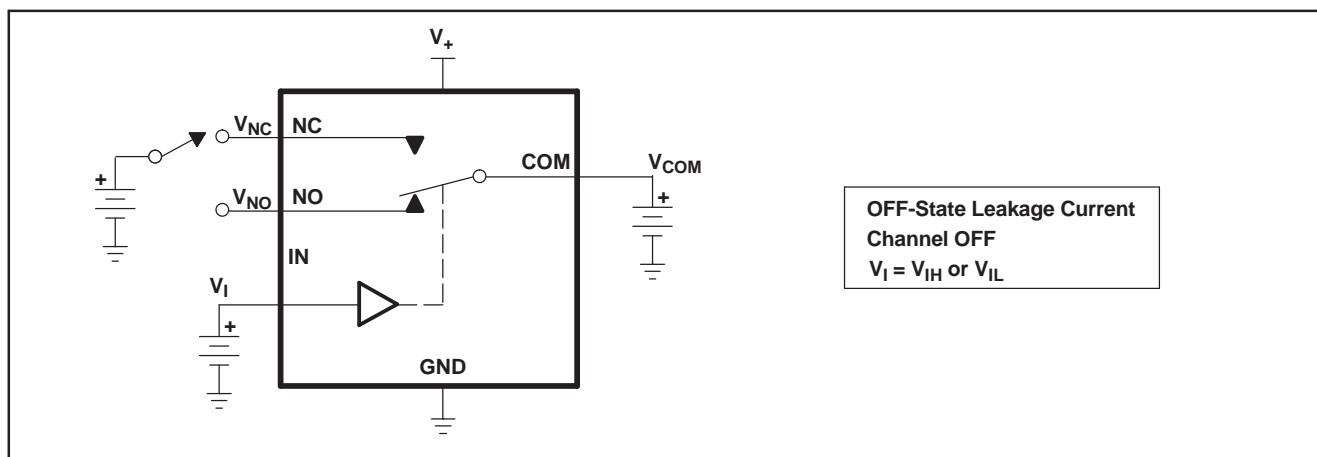 V+
VNC NC
COM VCOM
+
VNO NO
+
OFF-State Leakage Current
Channel OFF
VI = VIH or VIL
IN
VI
+
GND